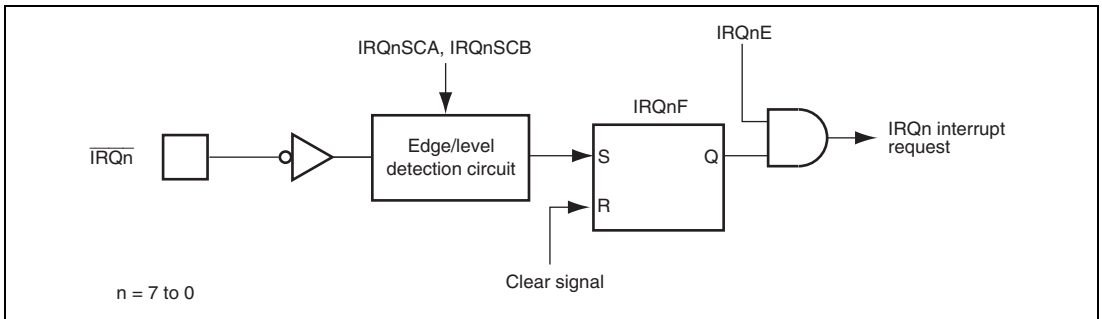 IRQnE
IRQnSCA, IRQnSCB
IRQnF
IRQn
Edge/level
detection circuit
S
Q
R
IRQn interrupt
request
Clear signal
n = 7 to 0